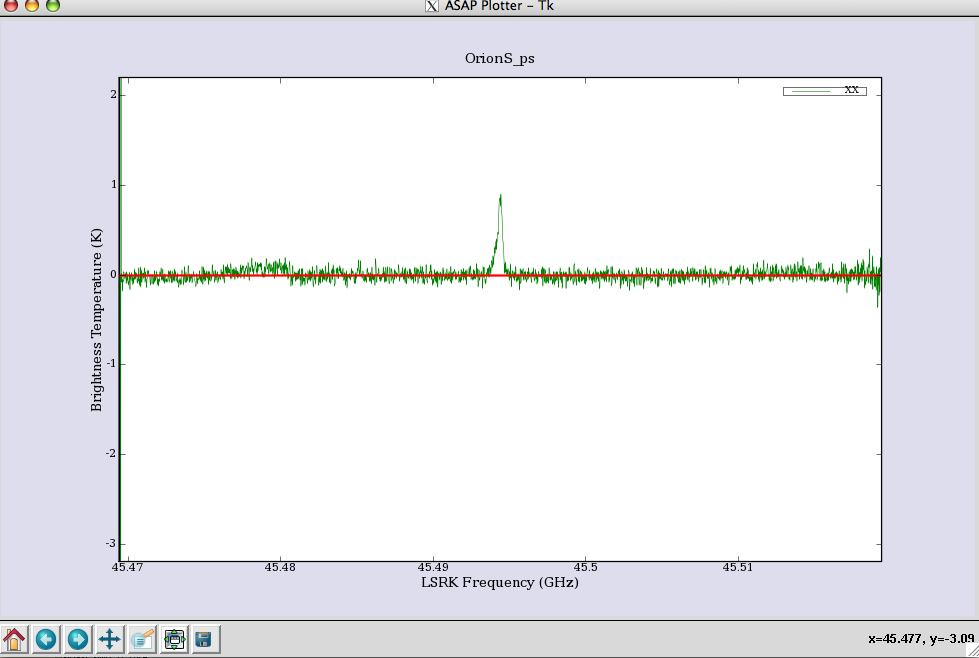 X ASAP Plotter – Tk
OrionS_ps
XX
2
1
0
-1
-2
-3
Brightness Temperature (K)
45.47 45.48 45.49 45.5 45.51
LSRK Frequency (GHz)
x=45.477, y=-3.09